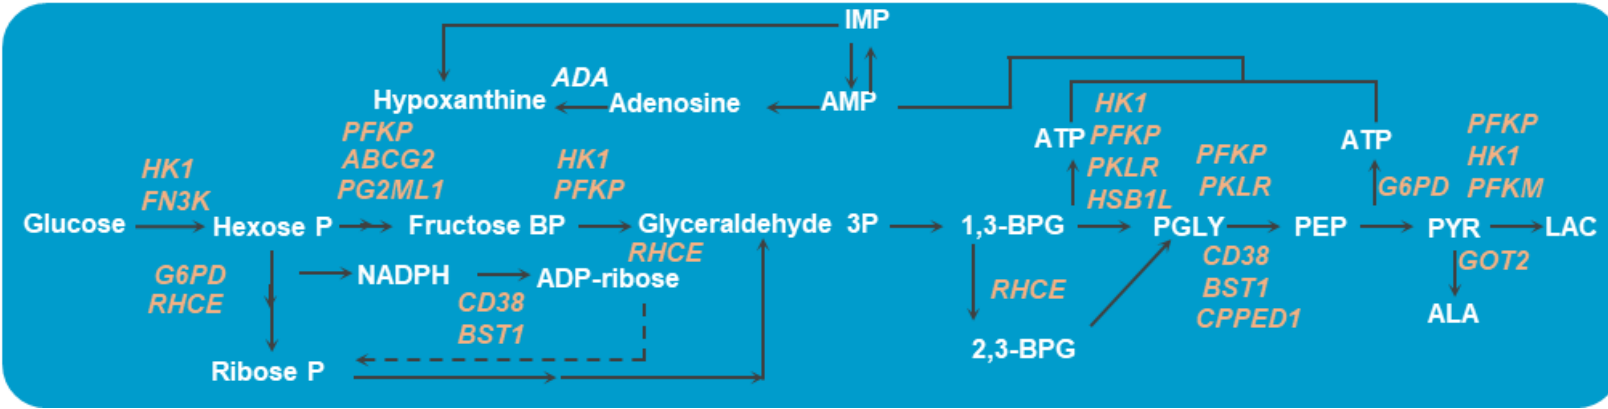 IMP
ADA
Hypoxanthine
Adenosine
AMP
HK1
PFKP
PKLR
HSB1L
ATP
ATP
PFKP
HK1
PFKM
PFKP
ABCG2
PG2ML1
HK1
FN3K
HK1
PFKP
PFKP
PKLR
G6PD
Glucose
Hexose P
Fructose BP
Glyceraldehyde 3P
1,3-BPG
PGLY
PEP
PYR
LAC
RHCE
G6PD
RHCE
NADPH
ADP-ribose
CD38
BST1
RHCE
CD38
BST1
CPPED1
GOT2
ALA
2,3-BPG
Ribose P